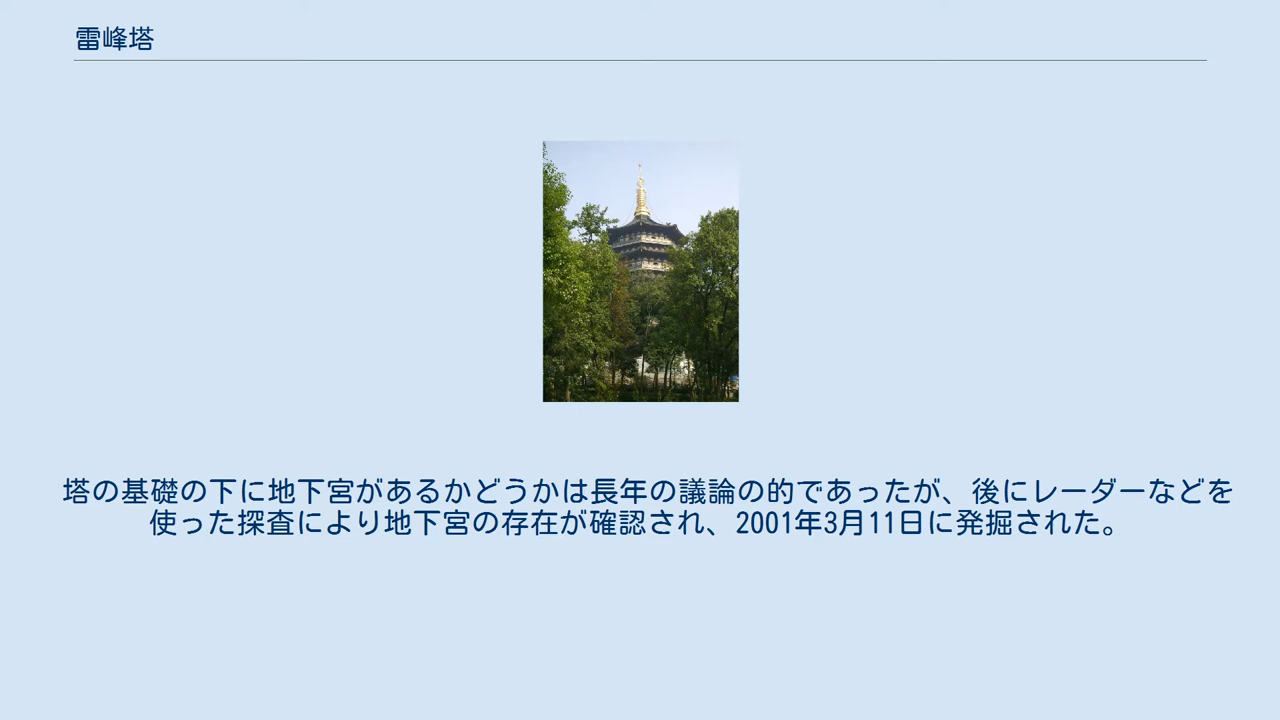 雷峰塔
塔の基礎の下に地下宮があるかどうかは長年の議論の的であったが、後にレーダーなどを
使った探査により地下宮の存在が確認され、2001年3月11日に発掘された。